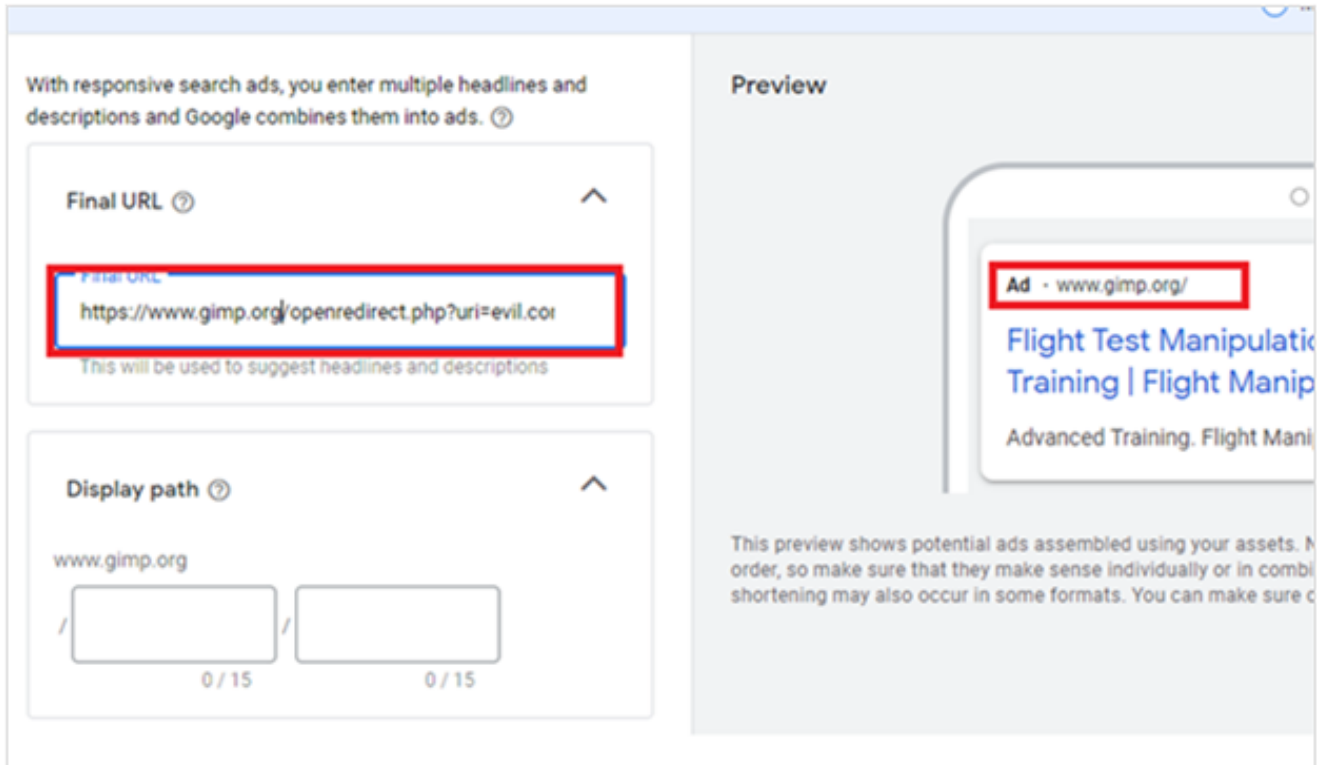 With responsive search ads, you enter multiple headlines and
descriptions and Google combines them into ads.
Final URL
Final URL
https://www.gimp.org/openredirect.php?uri=evil.co
This will be used to suggest headlines and descriptions
Display path
www.gimp.org
/
/
0 / 15
0 / 15
Preview
Ad · www.gimp.org/
Flight Test Manipulatio
Training | Flight Manip
Advanced Training. Flight Mani
This preview shows potential ads assembled using your assets. N
order, so make sure that they make sense individually or in combi
shortening may also occur in some formats. You can make sure